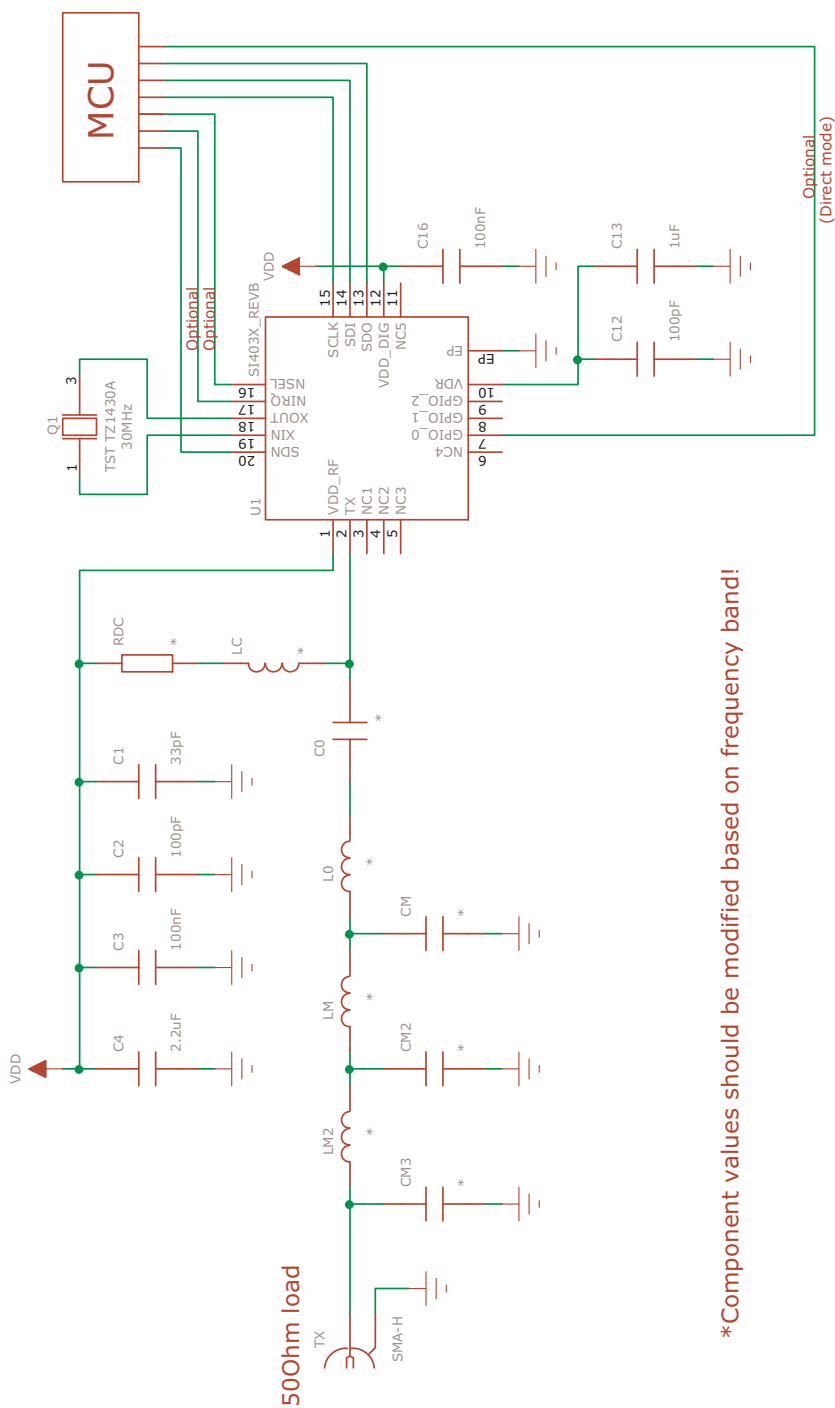 MCU
Optional
(Direct mode)
Optional
Optional
Q1
3
1
TST TZ1430A
30MHz
VDD
C16
100nF
C13
1uF
C12
100pF
SI403X_REVB
U1
15
14
13
12
11
SCLK
SDI
SDO
VDD_DIG
NC5
NSEL
NIRQ
XOUT
XIN
SDN
16
17
18
19
20
EP
VDR
GPIO_2
GPIO_1
GPIO_0
NC4
EP
10
9
8
7
6
VDD_RF
TX
NC1
NC2
NC3
1
2
3
4
5
RDC
*
LC
*
C0
*
C1
33pF
C2
100pF
C3
100nF
C4
2.2uF
VDD
L0
*
CM
*
LM
*
CM2
*
LM2
*
CM3
*
50Ohm load
TX
SMA-H
*Component values should be modified based on frequency band!